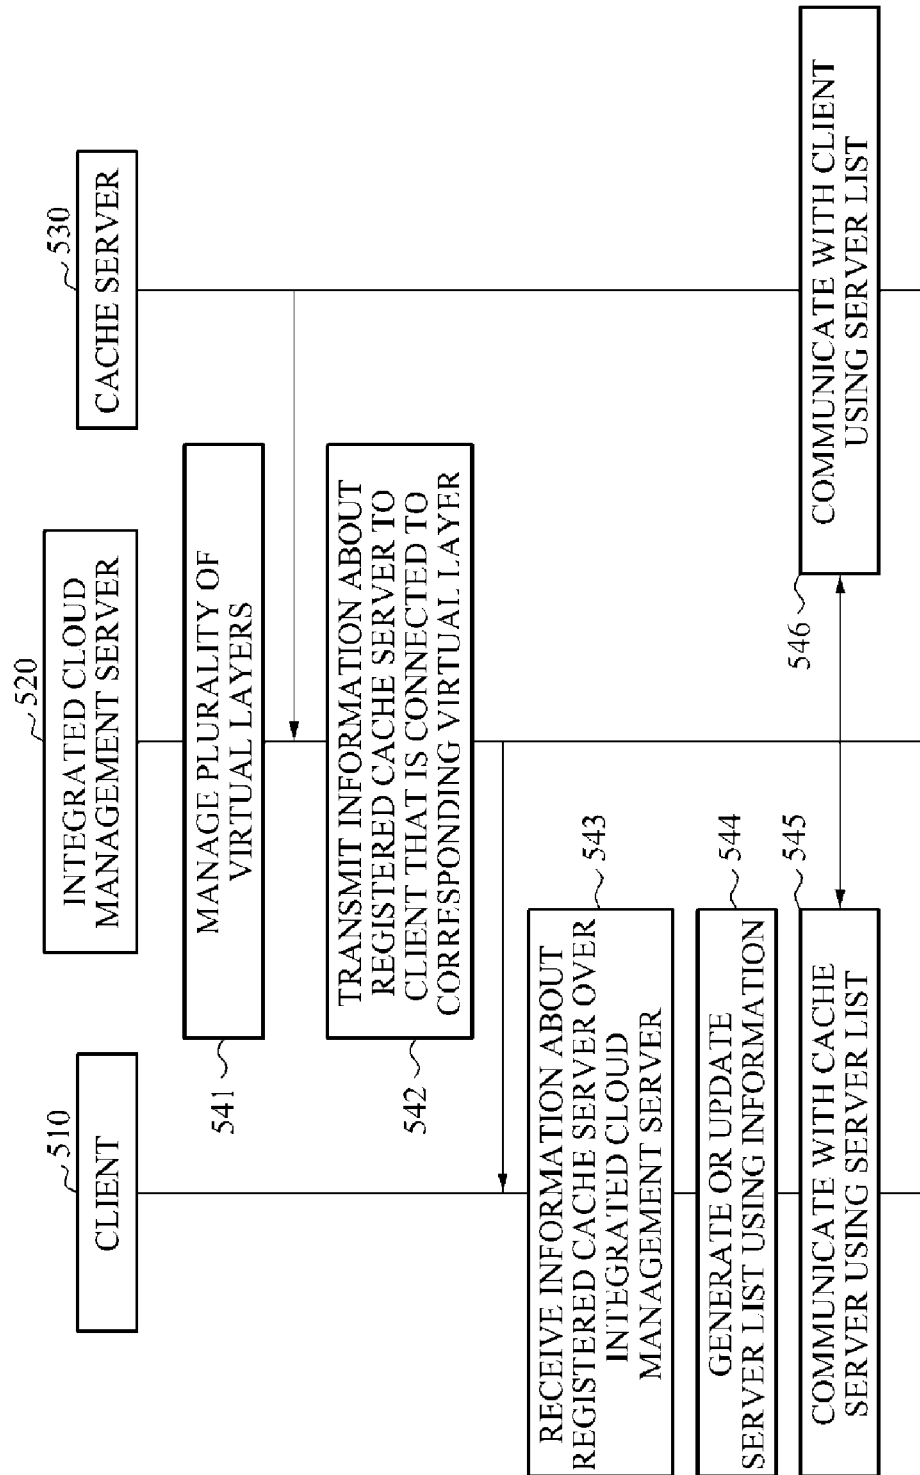 510
CLIENT
520
INTEGRATED CLOUD
MANAGEMENT SERVER
530
CACHE SERVER
541
MANAGE PLURALITY OF
VIRTUAL LAYERS
542
TRANSMIT INFORMATION ABOUT
REGISTERED CACHE SERVER TO
CLIENT THAT IS CONNECTED TO
CORRESPONDING VIRTUAL LAYER
543
RECEIVE INFORMATION ABOUT
REGISTERED CACHE SERVER OVER
INTEGRATED CLOUD
MANAGEMENT SERVER
544
GENERATE OR UPDATE
SERVER LIST USING INFORMATION
545
COMMUNICATE WITH CACHE
SERVER USING SERVER LIST
546
COMMUNICATE WITH CLIENT
USING SERVER LIST